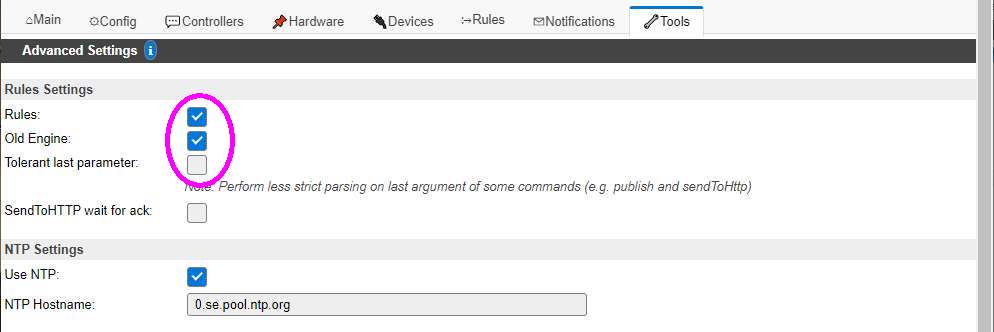 Main Config Controllers Hardware Devices Rules Notifications Tools
Advanced Settings i
Rules Settings
Rules:
Old Engine:
Tolerant last parameter:
Note: Perform less strict parsing on last argument of some commands (e.g. publish and sendToHttp)
SendToHTTP wait for ack:
NTP Settings
Use NTP:
NTP Hostname: 0.se.pool.ntp.org